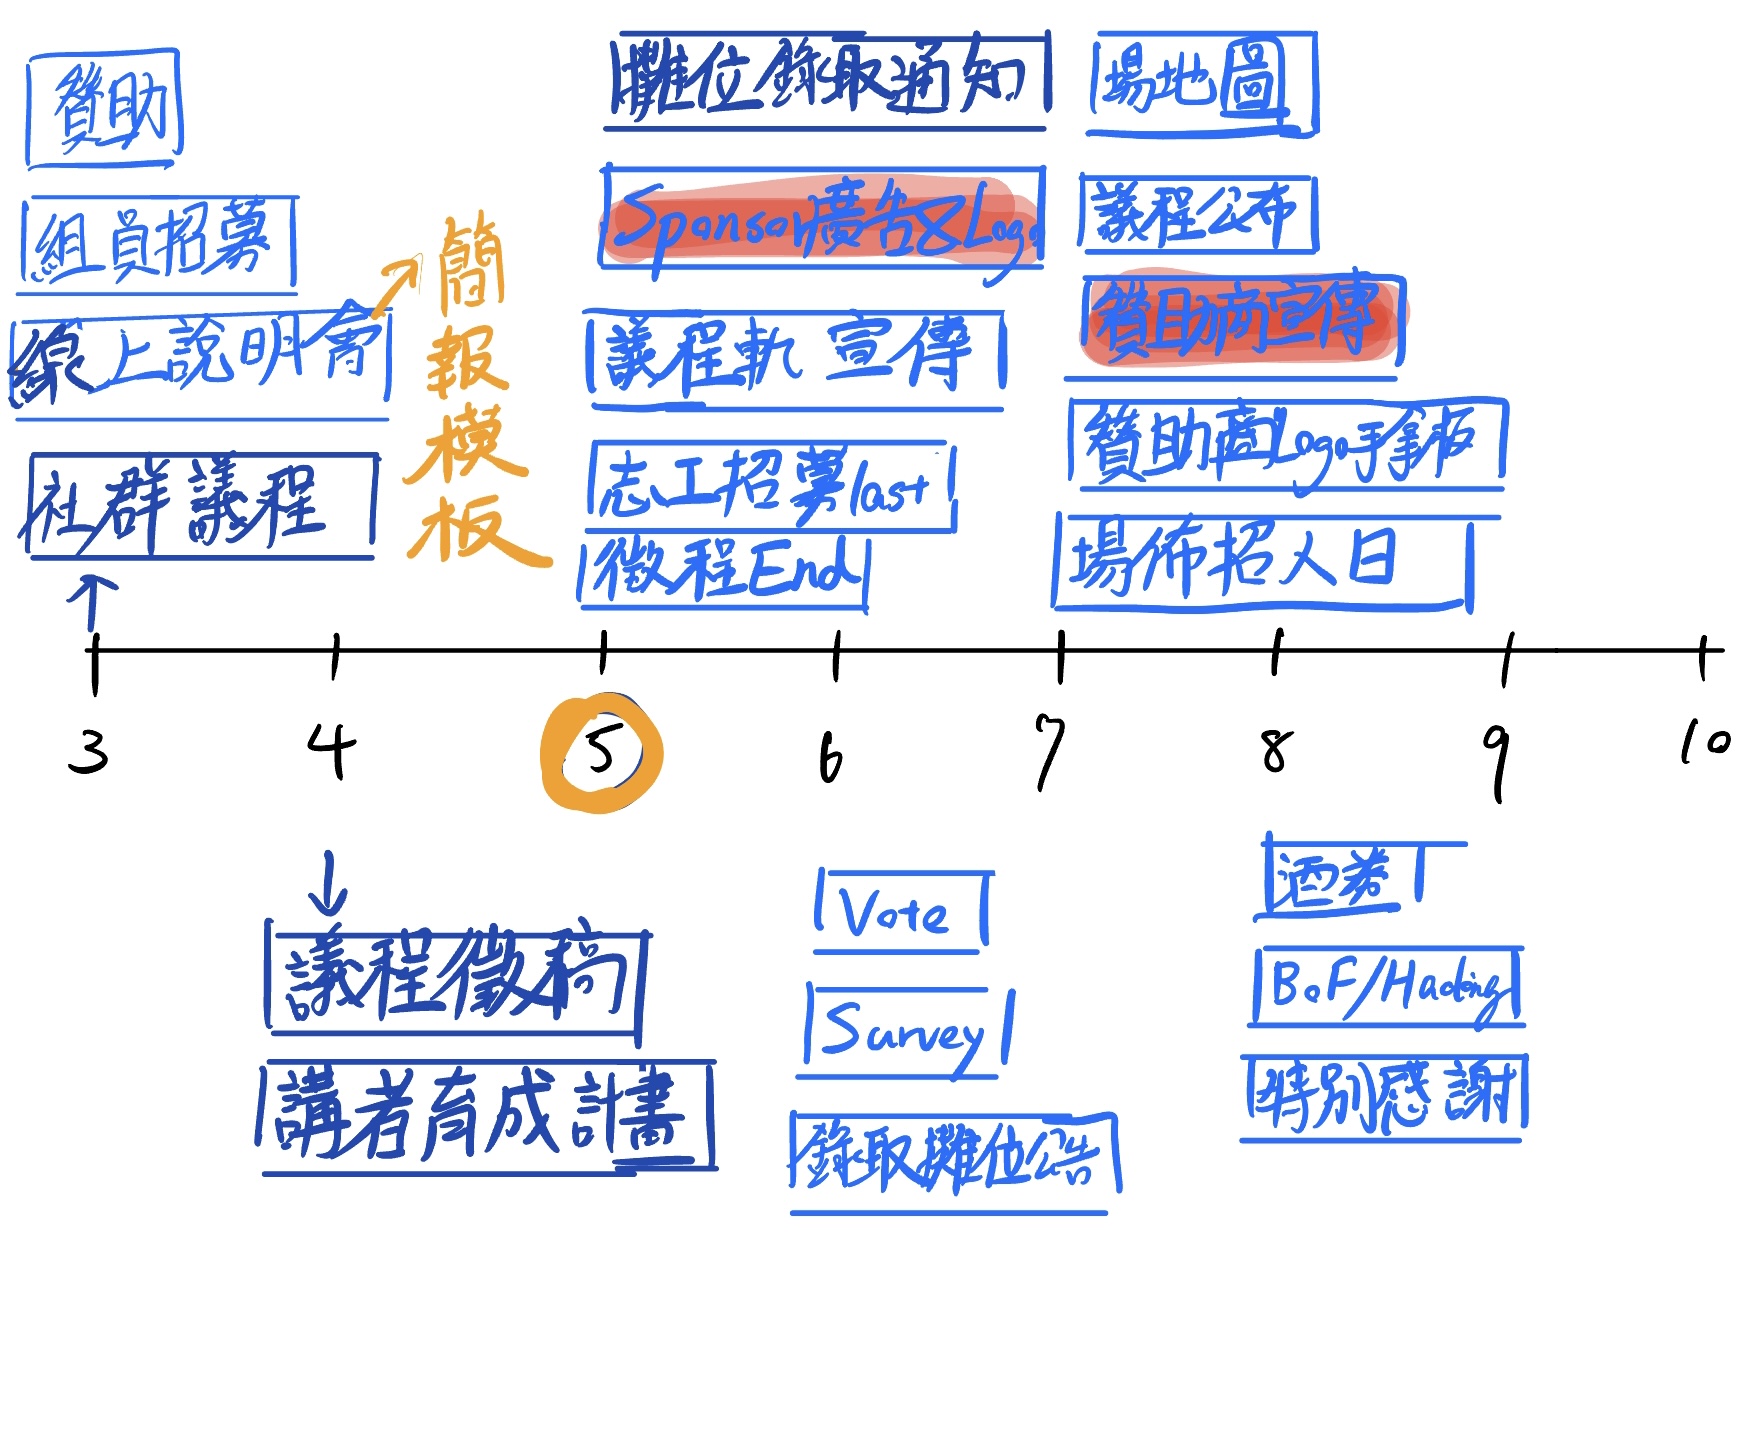 贊助
組員招募
線上說明會
社群議程
簡報模板
攤位錄取通知
Sponsor廣告&Logo
議程軌 宣傳
志工招募last
徵程End
場地圖
議程公布
贊助商宣傳
贊助商Logo手拿板
場佈招人日
3 4 5 6 7 8 9 10
議程徵稿
講者育成計畫
Vote
Survey
錄取攤位公告
酒券
BoF/Hacking
特別感謝